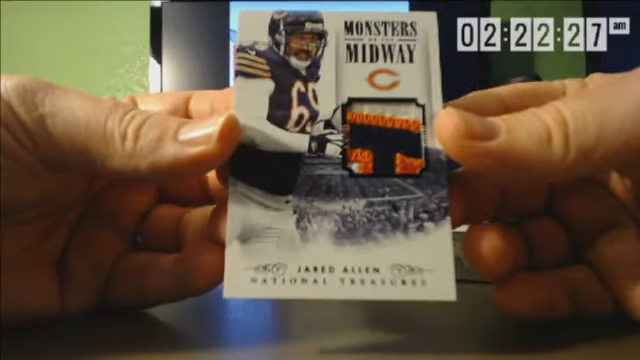 MONSTERS
OF THE
MIDWAY
C
69
JARED ALLEN
NATIONAL TREASURES
02:22:27 am